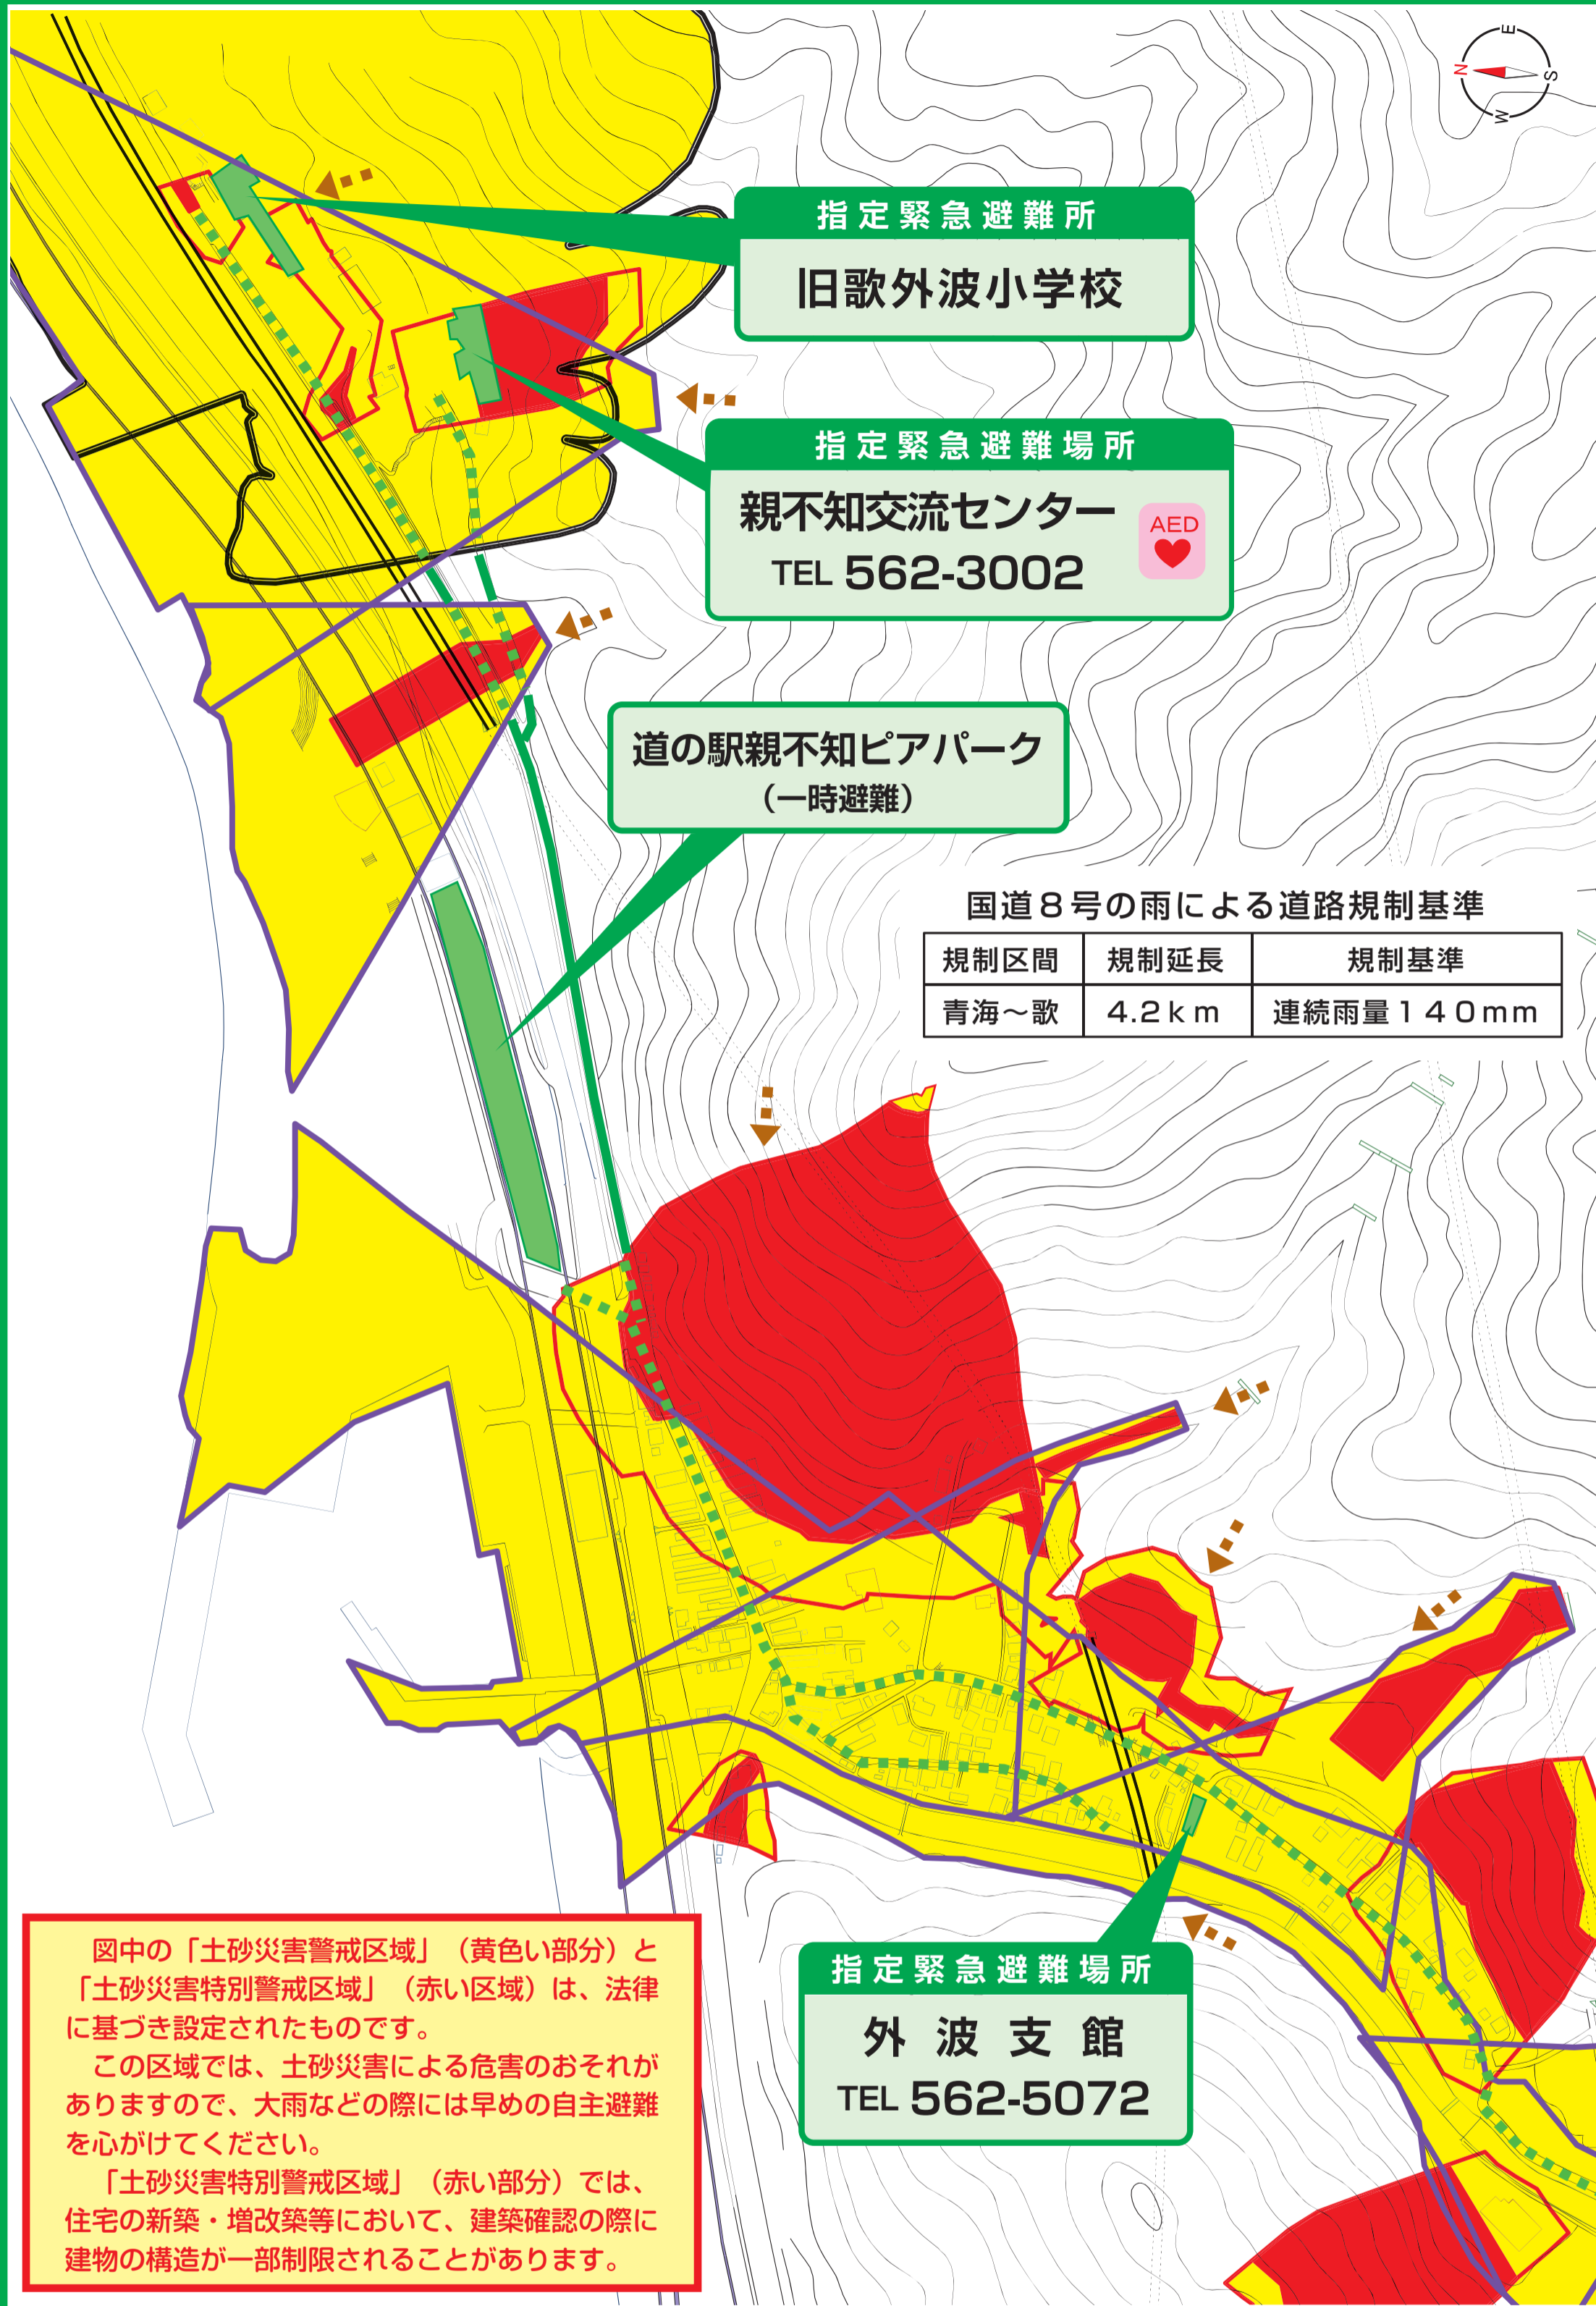 E
N
S
W
指定緊急避難所
旧歌外波小学校
指定緊急避難場所
親不知交流センター
AED
TEL 562-3002
道の駅親不知ピアパーク
（一時避難）
国道８号の雨による道路規制基準
規制区間 規制延長 規制基準
青海～歌 4.2ｋｍ 連続雨量１４０mm
図中の「土砂災害警戒区域」（黄色い部分）と
「土砂災害特別警戒区域」（赤い区域）は、法律
に基づき設定されたものです。
この区域では、土砂災害による危害のおそれが
ありますので、大雨などの際には早めの自主避難
を心がけてください。
「土砂災害特別警戒区域」（赤い部分）では、
住宅の新築・増改築等において、建築確認の際に
建物の構造が一部制限されることがあります。
指定緊急避難場所
外波支館
TEL 562-5072